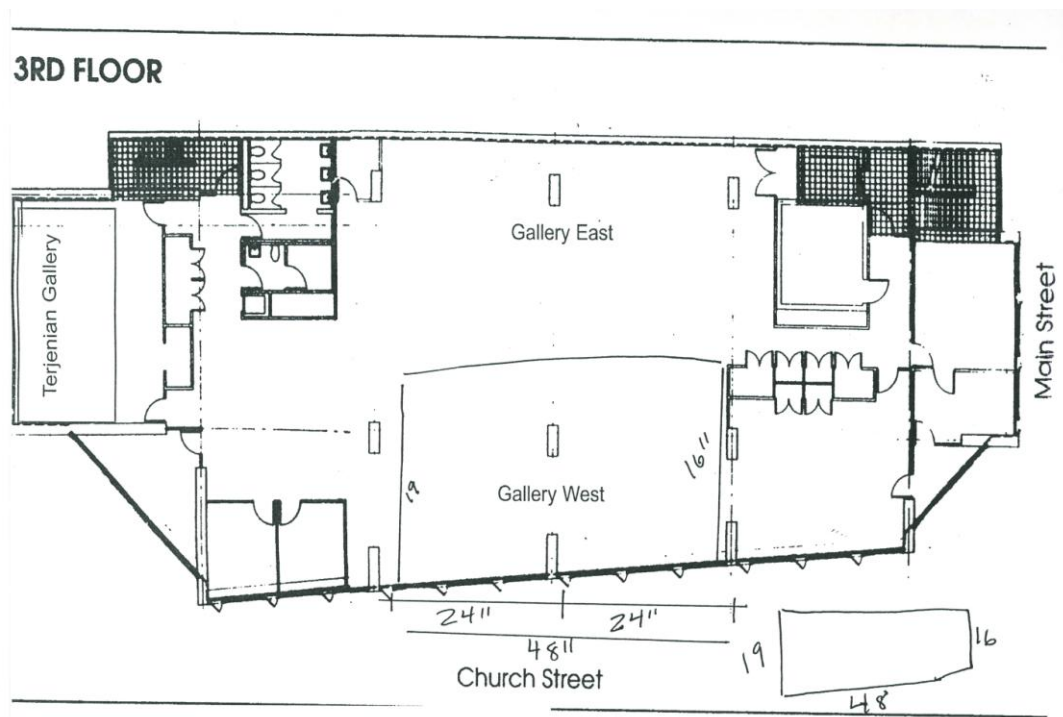 3RD FLOOR
Gallery East
Terjenian Gallery
Main Street
16"
19
Gallery West
24"
24"
48"
Church Street
19
16
48